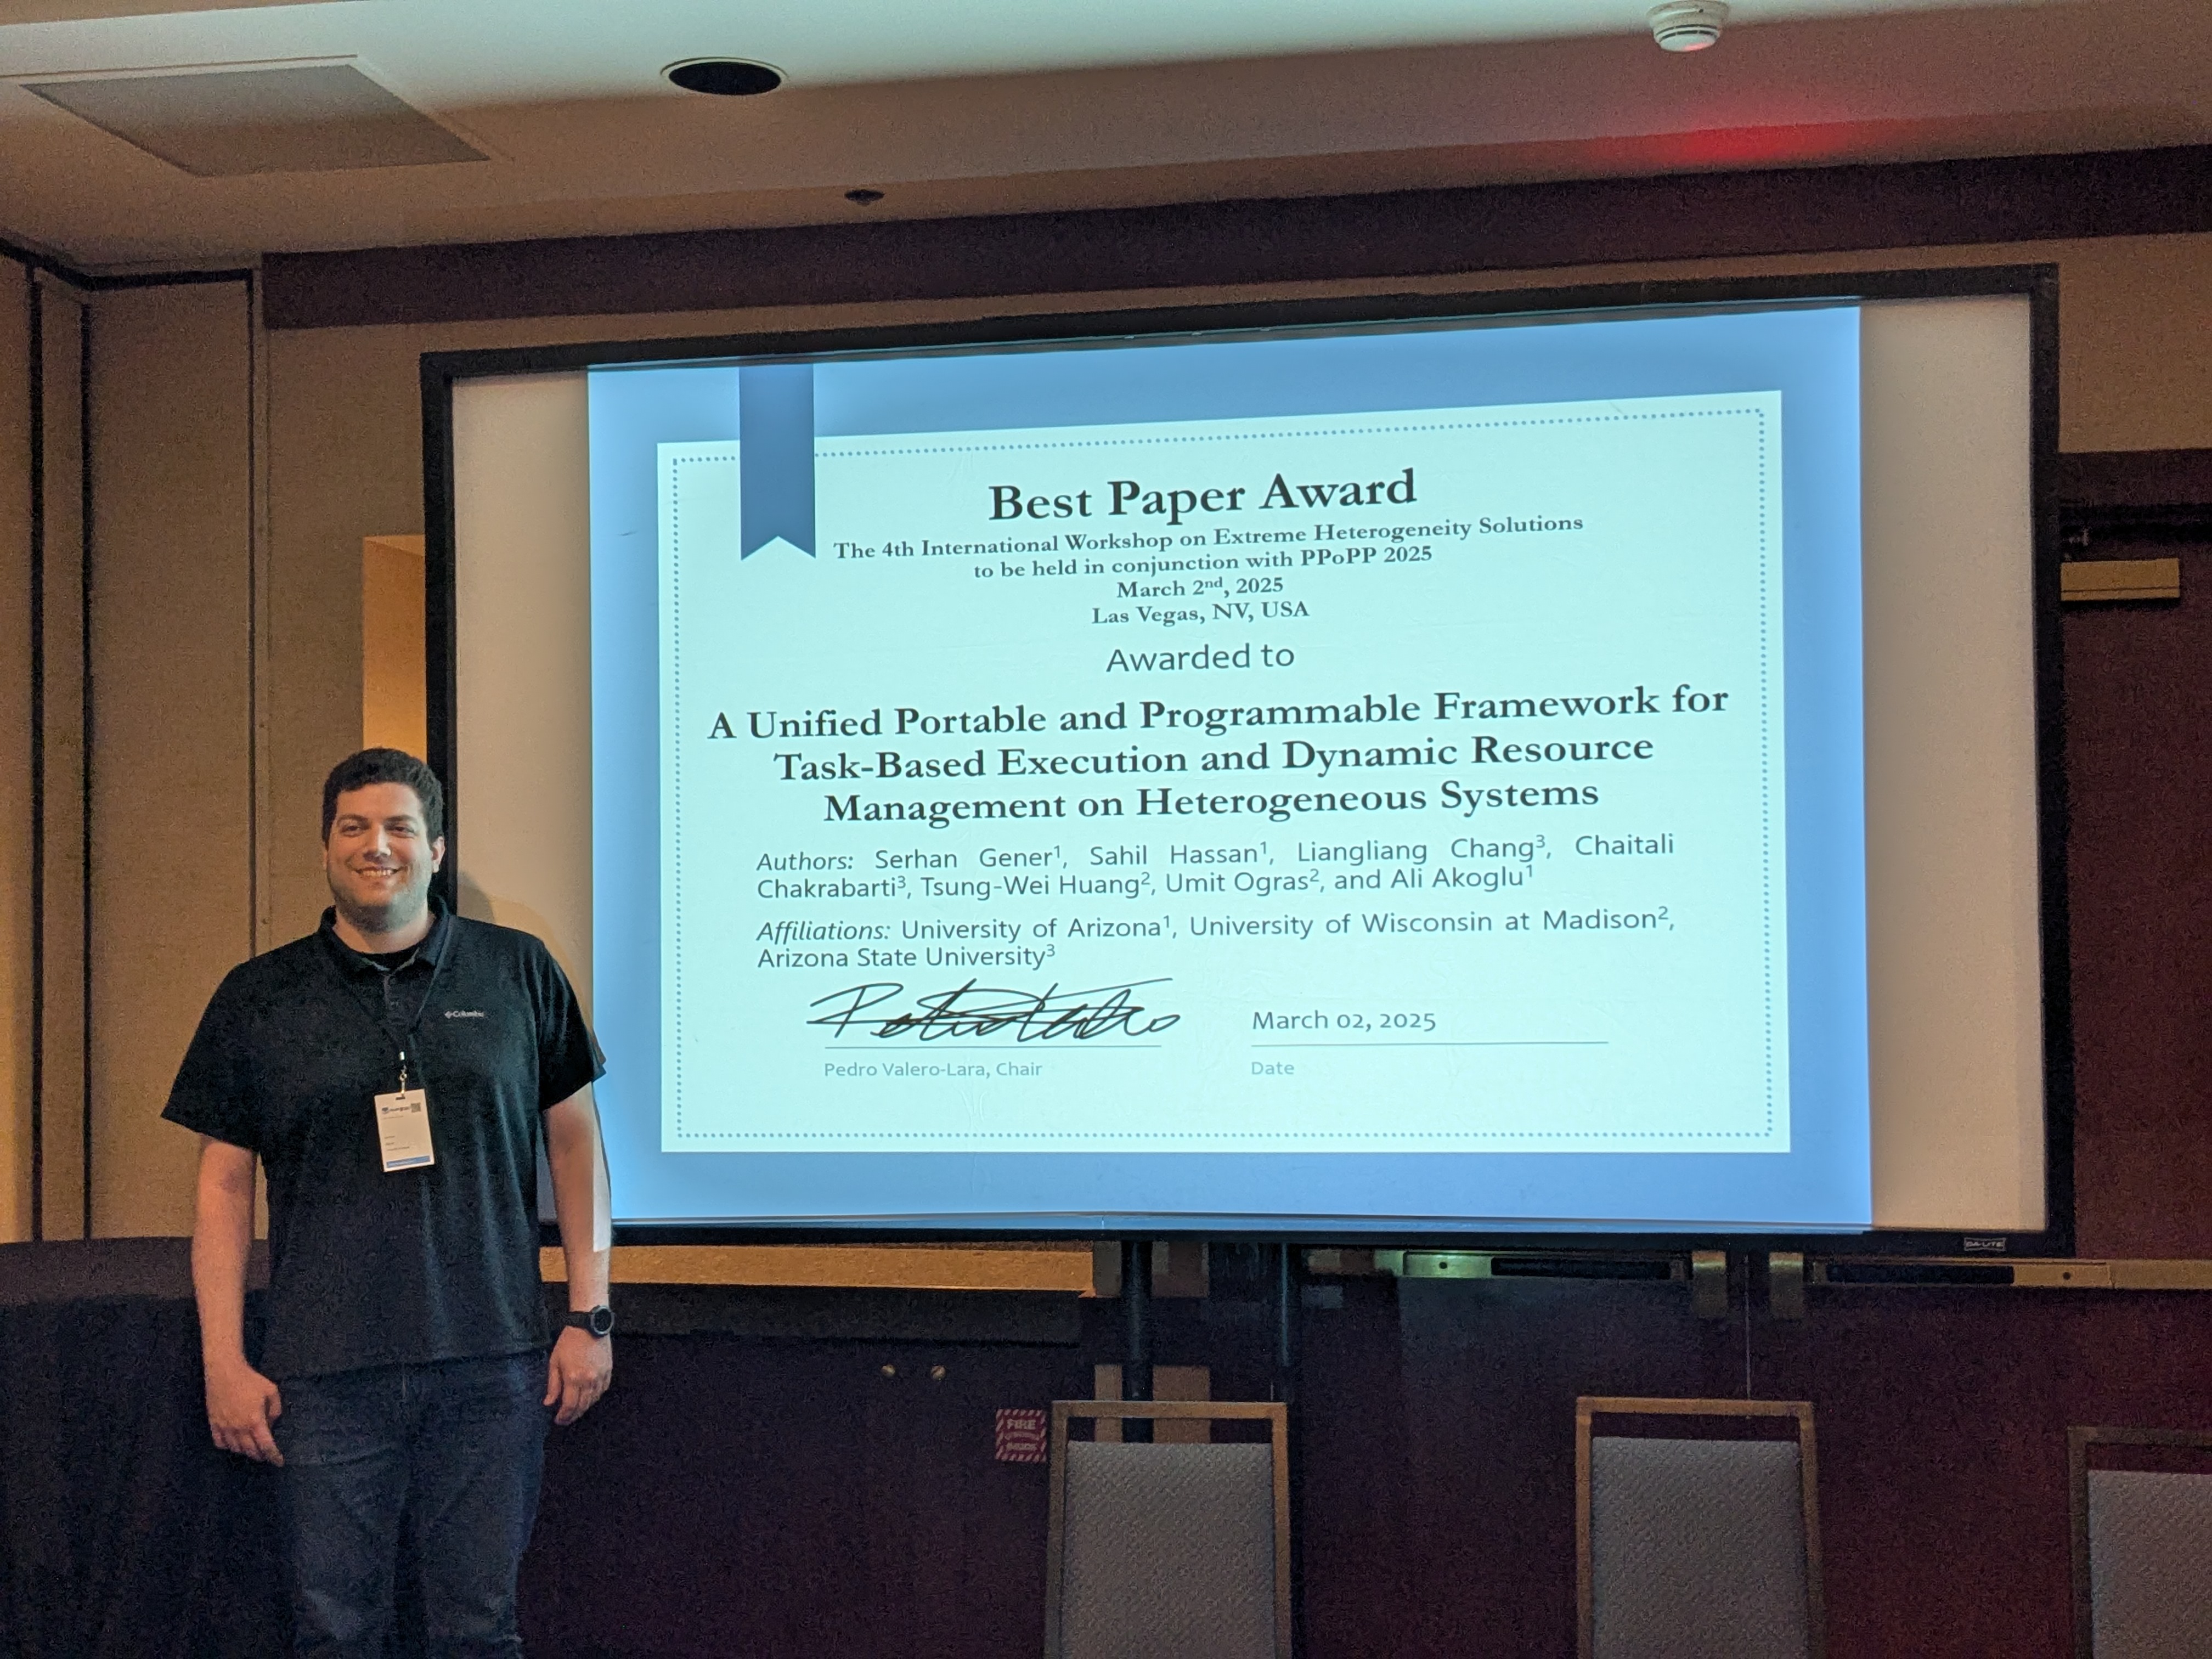 Best Paper Award
The 4th International Workshop on Extreme Heterogeneity Solutions
to be held in conjunction with PPoPP 2025
March 2nd, 2025
Las Vegas, NV, USA
Awarded to
A Unified Portable and Programmable Framework for
Task-Based Execution and Dynamic Resource
Management on Heterogeneous Systems
Authors: Serhan Gener¹, Sahil Hassan¹, Liangliang Chang³, Chaitali
Chakrabarti³, Tsung-Wei Huang², Umit Ogras², and Ali Akoglu¹
Affiliations: University of Arizona¹, University of Wisconsin at Madison²,
Arizona State University³
March 02, 2025
Pedro Valero-Lara, Chair
Date
Columbia
DA-LITE
FIRE